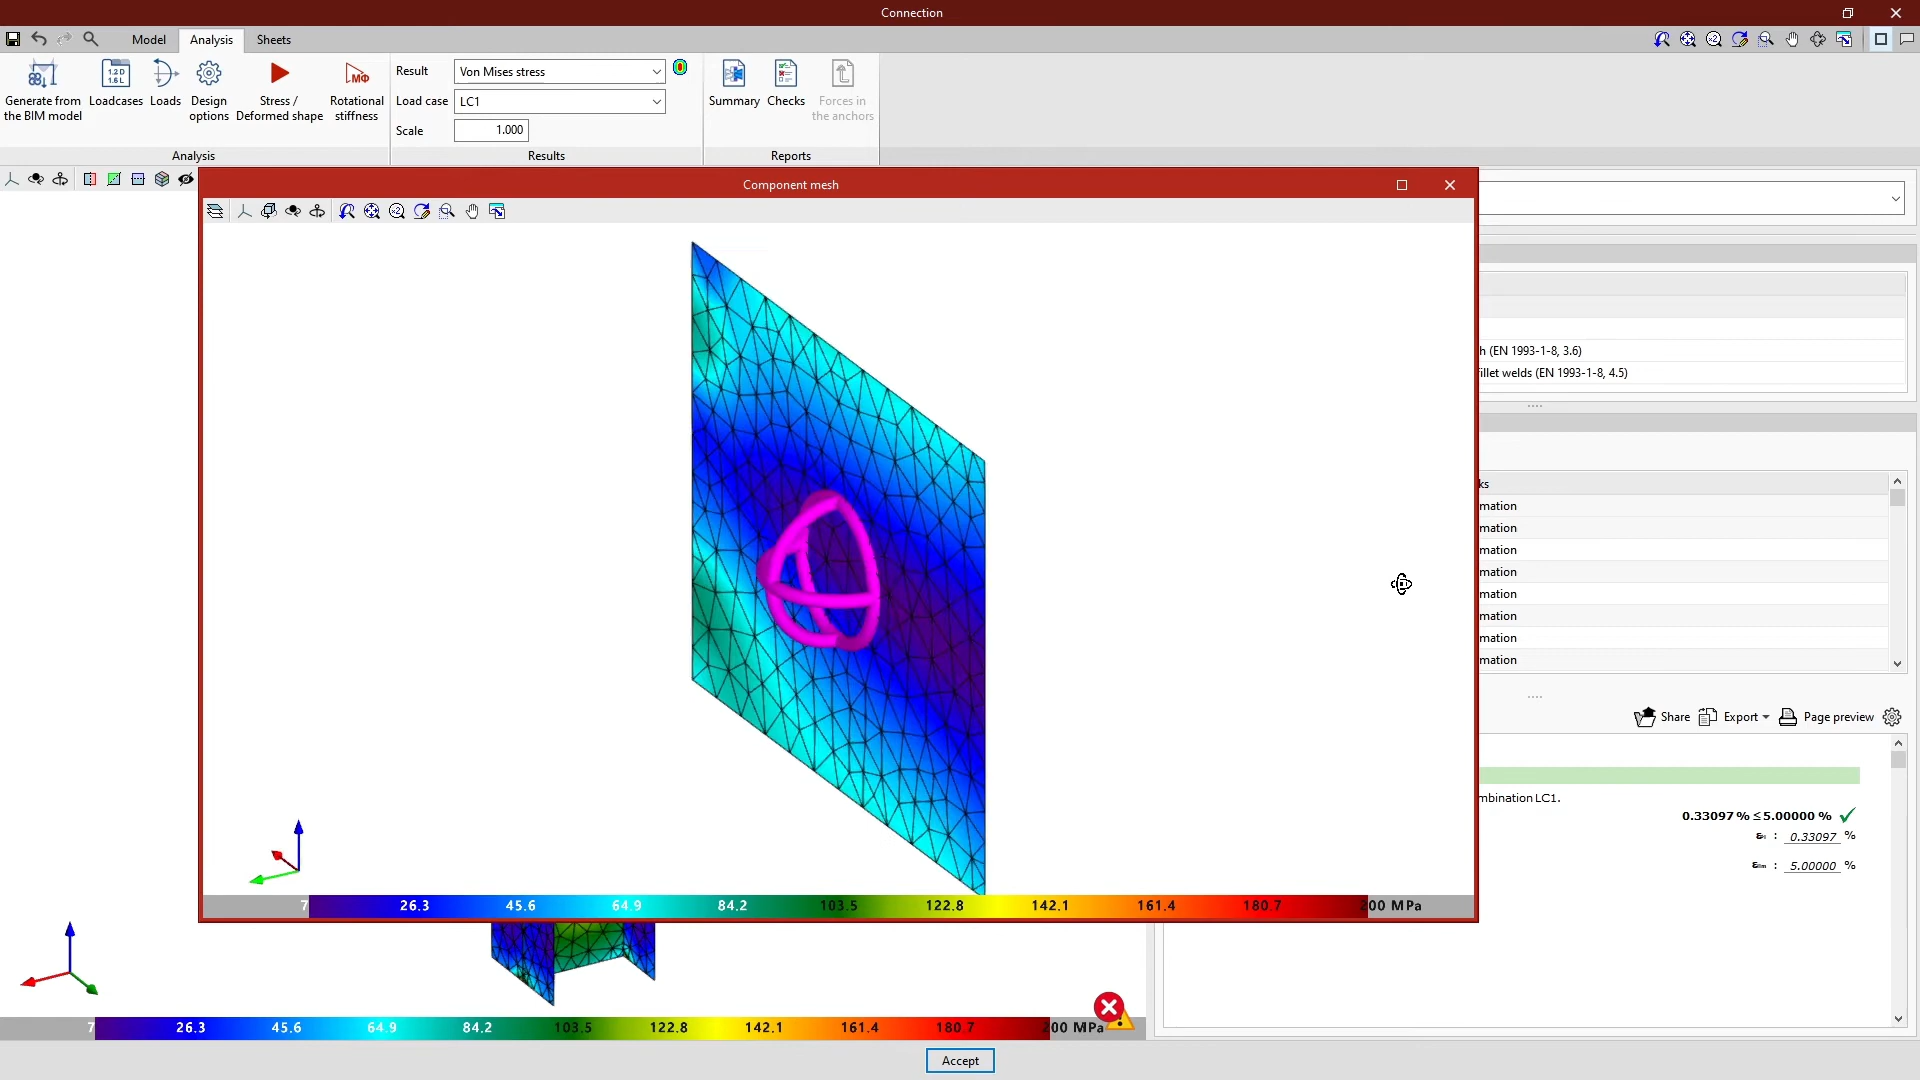 Connection
Model Analysis Sheets
Generate from the BIM model
Loadcases
Loads
Design options
Stress / Deformed shape
Rotational stiffness
Analysis
Result Von Mises stress
Load case LC1
Scale 1.000
Results
Summary
Checks
Forces in the anchors
Reports
Component mesh
(EN 1993-1-8, 3.6)
fillet welds (EN 1993-1-8, 4.5)
ks
mation
mation
mation
mation
mation
mation
mation
mation
Share Export Page preview
mbination LC1.
0.33097 % ≤ 5.00000 %
: 0.33097 %
: 5.00000 %
7 26.3 45.6 64.9 84.2 103.5 122.8 142.1 161.4 180.7 200 MPa
7 26.3 45.6 64.9 84.2 103.5 122.8 142.1 161.4 180.7 200 MPa
Accept